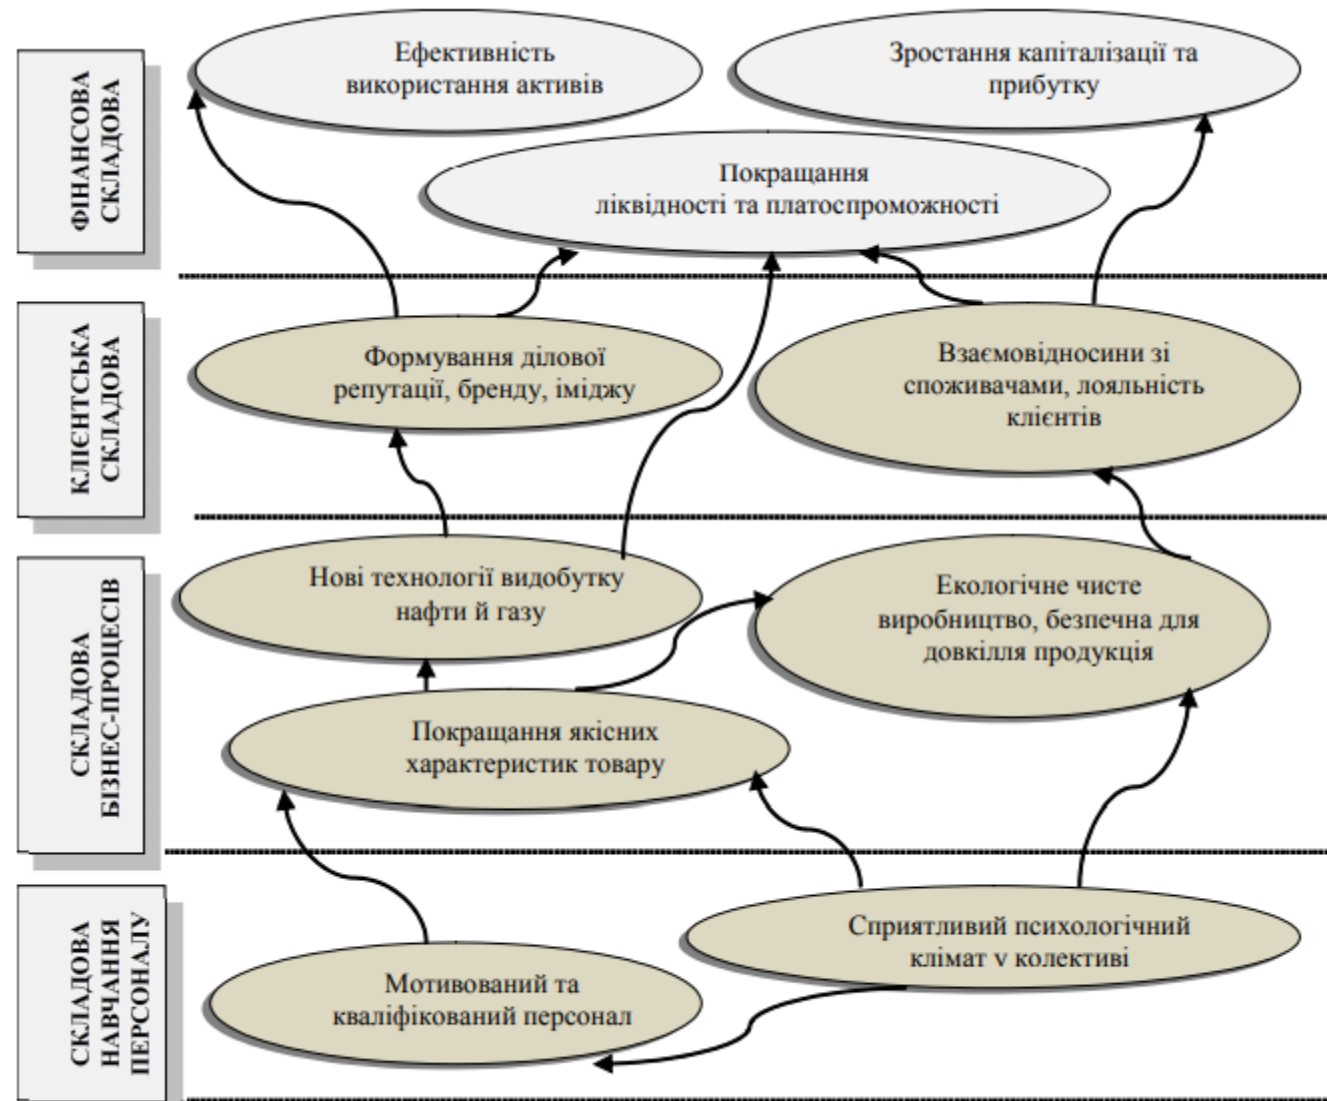 ФІНАНСОВА
СКЛАДОВА
Ефективність
використання активів
Зростання капіталізації та
прибутку
Покращання
ліквідності та платоспроможності
КЛІЄНТСЬКА
СКЛАДОВА
Формування ділової
репутації, бренду, іміджу
Взаємовідносини зі
споживачами, лояльність
клієнтів
СКЛАДОВА
БІЗНЕС-ПРОЦЕСІВ
Нові технології видобутку
нафти й газу
Екологічне чисте
виробництво, безпечна для
довкілля продукція
Покращання якісних
характеристик товару
СКЛАДОВА
НАВЧАННЯ
ПЕРСОНАЛУ
Сприятливий психологічний
клімат у колективі
Мотивований та
кваліфікований персонал